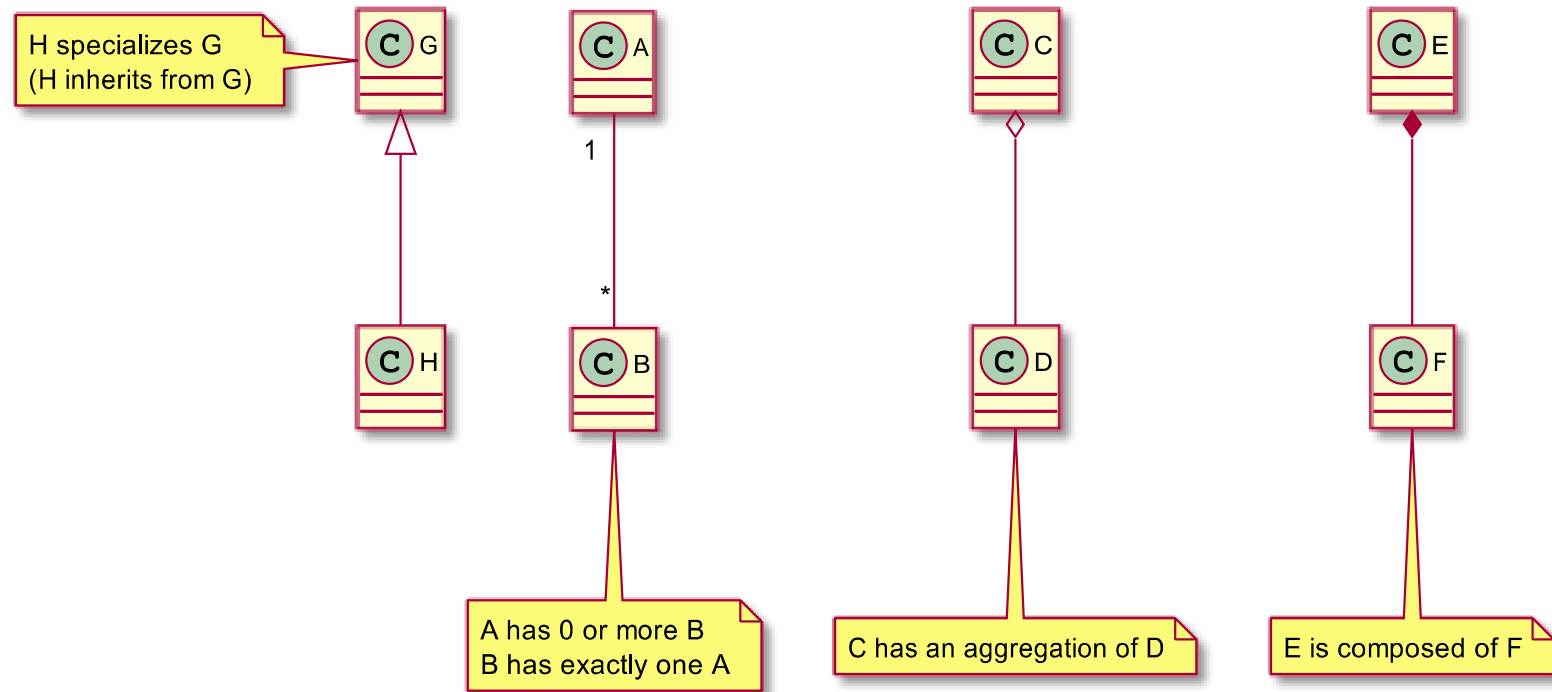 H specializes G
(H inherits from G)
C G
C A
C C
C E
1
*
C H
C B
C D
C F
A has 0 or more B
B has exactly one A
C has an aggregation of D
E is composed of F